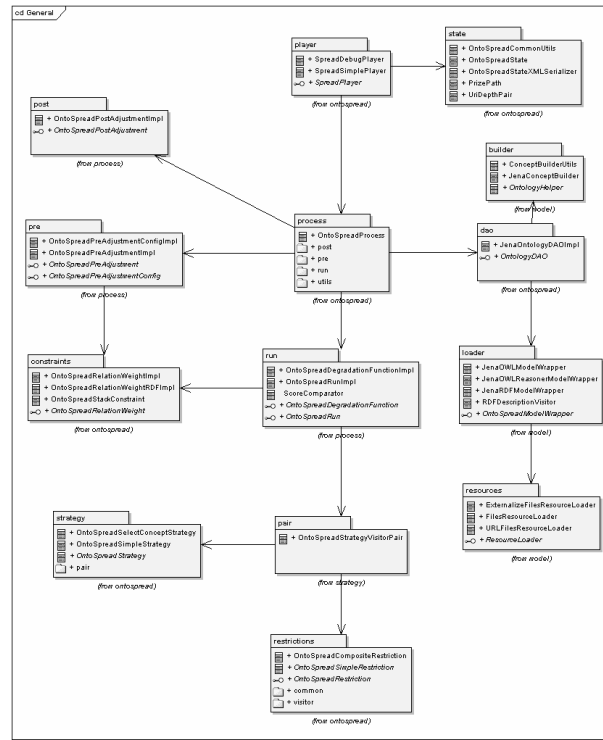 cd General
player
+ SpreadDebugPlayer
+ SpreadSimplePlayer
+ SpreadPlayer
(from ontospread)
state
+ OntoSpreadCommonUtils
+ OntoSpreadState
+ OntoSpreadStateXMLSerializer
+ PrizePath
+ UriDepthPair
(from ontospread)
post
+ OntoSpreadPostAdjustmentImpl
+ OntoSpreadPostAdjustment
(from process)
builder
+ ConceptBuilderUtils
+ JenaConceptBuilder
+ OntologyHelper
(from model)
pre
+ OntoSpreadPreAdjustmentConfigImpl
+ OntoSpreadPreAdjustmentImpl
+ OntoSpreadPreAdjustment
+ OntoSpreadPreAdjustmentConfig
(from process)
process
+ OntoSpreadProcess
+ post
+ pre
+ run
+ utils
(from ontospread)
dao
+ JenaOntologyDAOImpl
+ OntologyDAO
(from ontospread)
constraints
+ OntoSpreadRelationWeightImpl
+ OntoSpreadRelationWeightRDFImpl
+ OntoSpreadStackConstraint
+ OntoSpreadRelationWeight
(from ontospread)
run
+ OntoSpreadDegradationFunctionImpl
+ OntoSpreadRunImpl
ScoreComparator
+ OntoSpreadDegradationFunction
+ OntoSpreadRun
(from process)
loader
+ JenaOWLModelWrapper
+ JenaOWLReasonerModelWrapper
+ JenaRDFModelWrapper
+ RDFDescriptionVisitor
+ OntoSpreadModelWrapper
(from model)
resources
+ ExternalizeFilesResourceLoader
+ FilesResourceLoader
+ URLFilesResourceLoader
+ ResourceLoader
(from model)
strategy
+ OntoSpreadSelectConceptStrategy
+ OntoSpreadSimpleStrategy
+ OntoSpreadStrategy
+ pair
(from ontospread)
pair
+ OntoSpreadStrategyVisitorPair
(from strategy)
restrictions
+ OntoSpreadCompositeRestriction
+ OntoSpreadSimpleRestriction
+ OntoSpreadRestriction
+ common
+ visitor
(from ontospread)